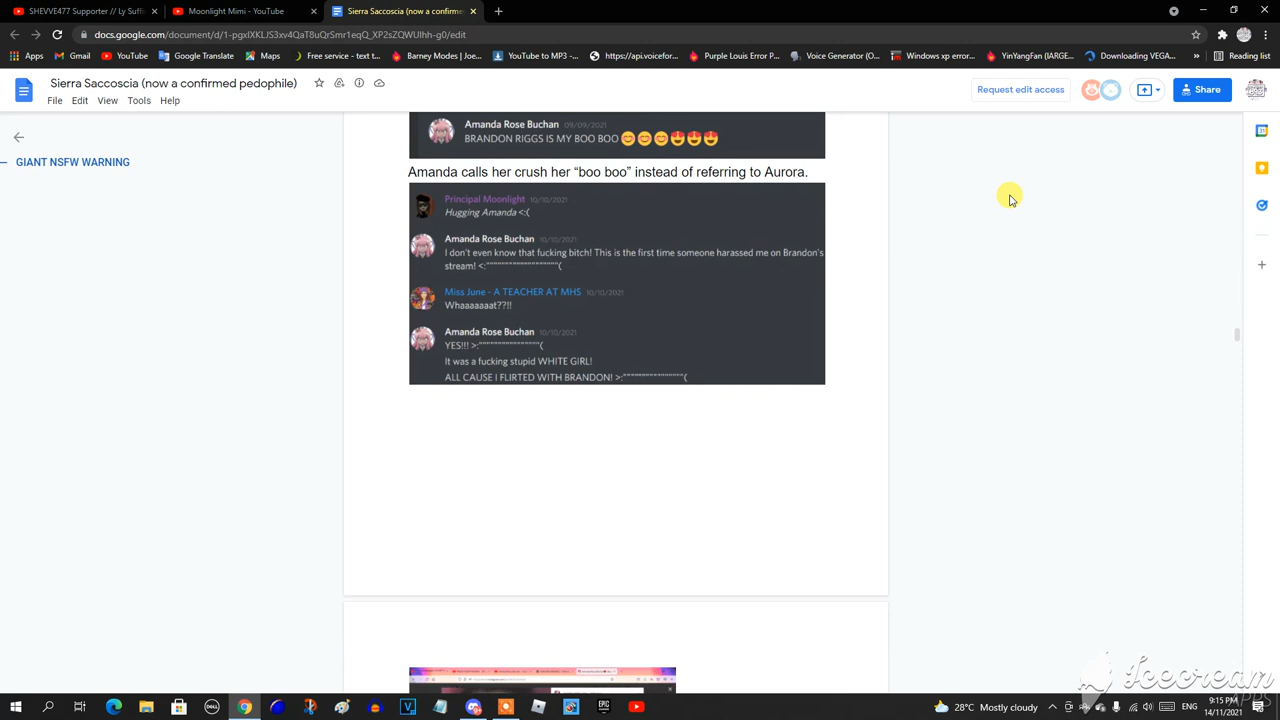 SHEVVE477 Supporter // Ly Suffi
Moonlight Mimi - YouTube
Sierra Saccoscia (now a confirme
docs.google.com/document/d/1-pgxlXKLJS3xv4QaT8uQrSmr1eqQ_XP2sZQWUlhh-g0/edit
Apps
Gmail
Free service - text t...
Google Translate
Maps
Barney Modes | Joe...
YouTube to MP3 -...
https://api.voicefor...
Purple Louis Error P...
Voice Generator (O...
Windows xp error...
YinYangFan (lARGE...
Downloading VEGA...
Reading list
Sierra Saccoscia (now a confirmed pedophile)
File Edit View Tools Help
Request edit access
Share
GIANT NSFW WARNING
Amanda Rose Buchan 09/09/2021
BRANDON RIGGS IS MY BOO BOO 😊😊😊😍😍😍
Amanda calls her crush her “boo boo” instead of referring to Aurora.
Principal Moonlight 10/10/2021
Hugging Amanda <:(
Amanda Rose Buchan 10/10/2021
I don't even know that fucking bitch! This is the first time someone harassed me on Brandon's
stream! <:""""""""""""""""""(
Miss June - A TEACHER AT MHS 10/10/2021
Whaaaaaaat??!!
Amanda Rose Buchan 10/10/2021
YES!!! >:""""""""""""""(
It was a fucking stupid WHITE GIRL!
ALL CAUSE I FLIRTED WITH BRANDON! >:"""""""""""""""(
Icecream
28°C Mostly cloudy
ENG
9:15 PM
14/11/2021